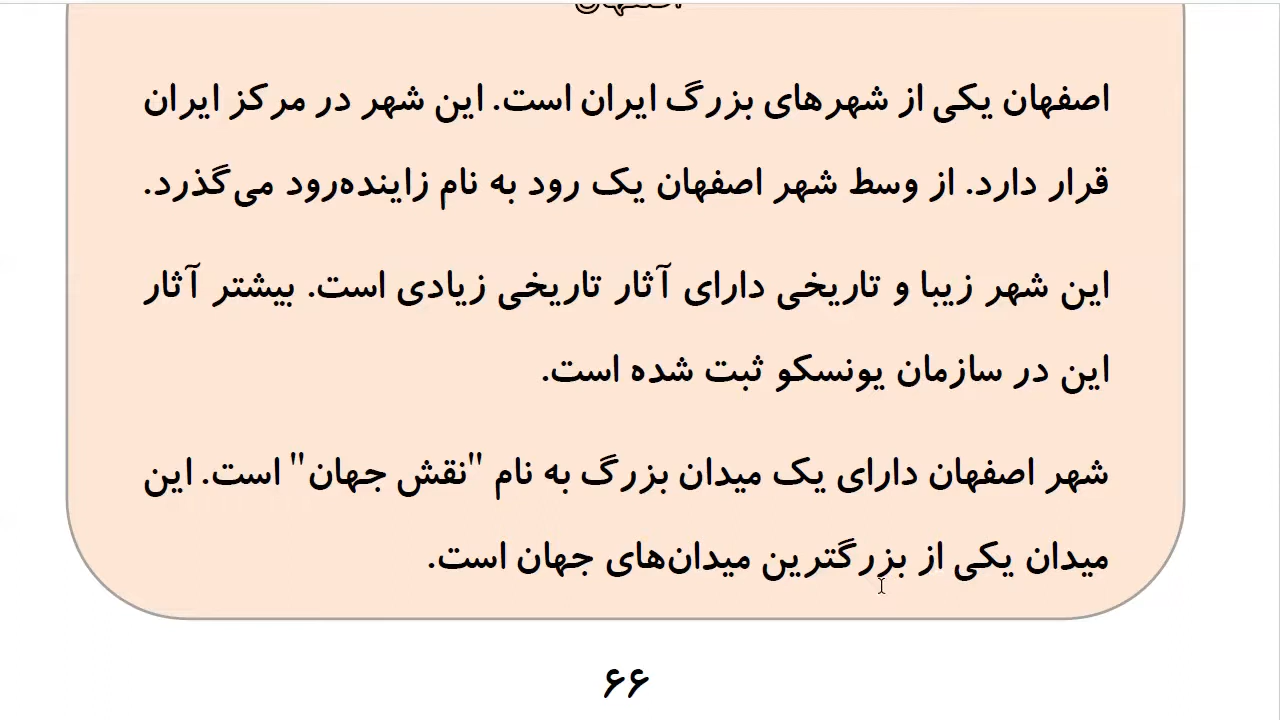 اصفهان یکی از شهرهای بزرگ ایران است. این شهر در مرکز ایران
قرار دارد. از وسط شهر اصفهان یک رود به نام زاینده‌رود می‌گذرد.
این شهر زیبا و تاریخی دارای آثار تاریخی زیادی است. بیشتر آثار
این در سازمان یونسکو ثبت شده است.
شهر اصفهان دارای یک میدان بزرگ به نام "نقش جهان" است. این
میدان یکی از بزرگترین میدان‌های جهان است.
۶۶